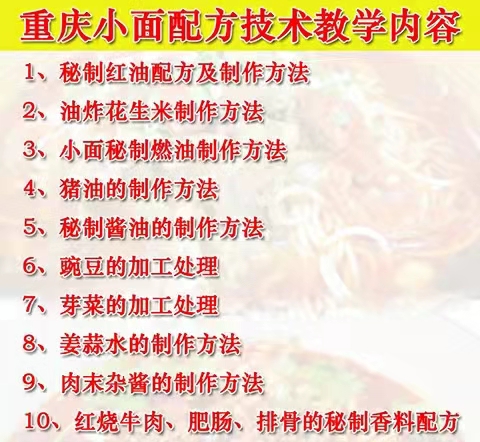 重庆小面配方技术教学内容
1、秘制红油配方及制作方法
2、油炸花生米制作方法
3、小面秘制燃油制作方法
4、猪油的制作方法
5、秘制酱油的制作方法
6、豌豆的加工处理
7、芽菜的加工处理
8、姜蒜水的制作方法
9、肉末杂酱的制作方法
10、红烧牛肉、肥肠、排骨的秘制香料配方